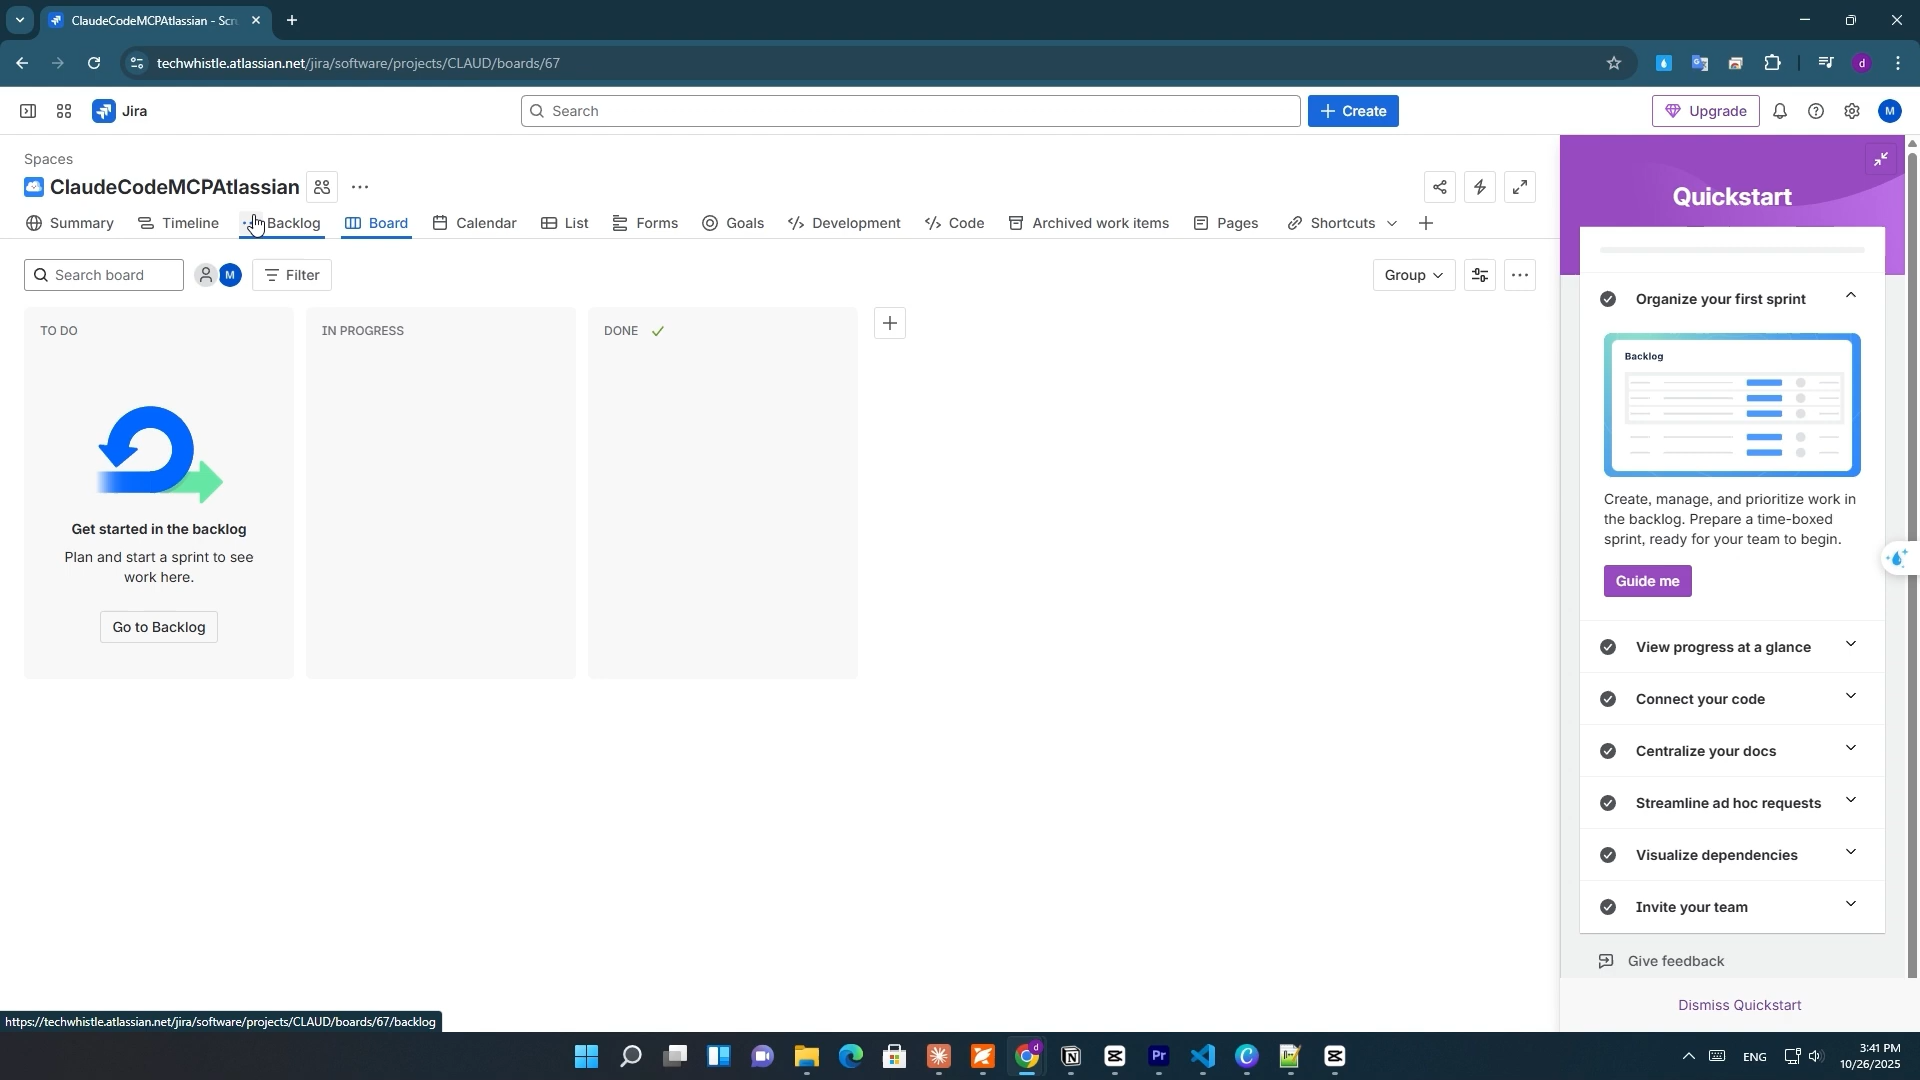 ClaudeCodeMCPAtlassian - Scru
techwhistle.atlassian.net/jira/software/projects/CLAUD/boards/67
d
Jira
Search
Create
Upgrade
M
Spaces
ClaudeCodeMCPAtlassian
Summary
Timeline
Backlog
Board
Calendar
List
Forms
Goals
Development
Code
Archived work items
Pages
Shortcuts
Search board
M
Filter
Group
TO DO
IN PROGRESS
DONE
Get started in the backlog
Plan and start a sprint to see
work here.
Go to Backlog
Quickstart
Organize your first sprint
Backlog
Create, manage, and prioritize work in
the backlog. Prepare a time-boxed
sprint, ready for your team to begin.
Guide me
View progress at a glance
Connect your code
Centralize your docs
Streamline ad hoc requests
Visualize dependencies
Invite your team
Give feedback
Dismiss Quickstart
https://techwhistle.atlassian.net/jira/software/projects/CLAUD/boards/67/backlog
d
Pr
ENG
3:41 PM
10/26/2025